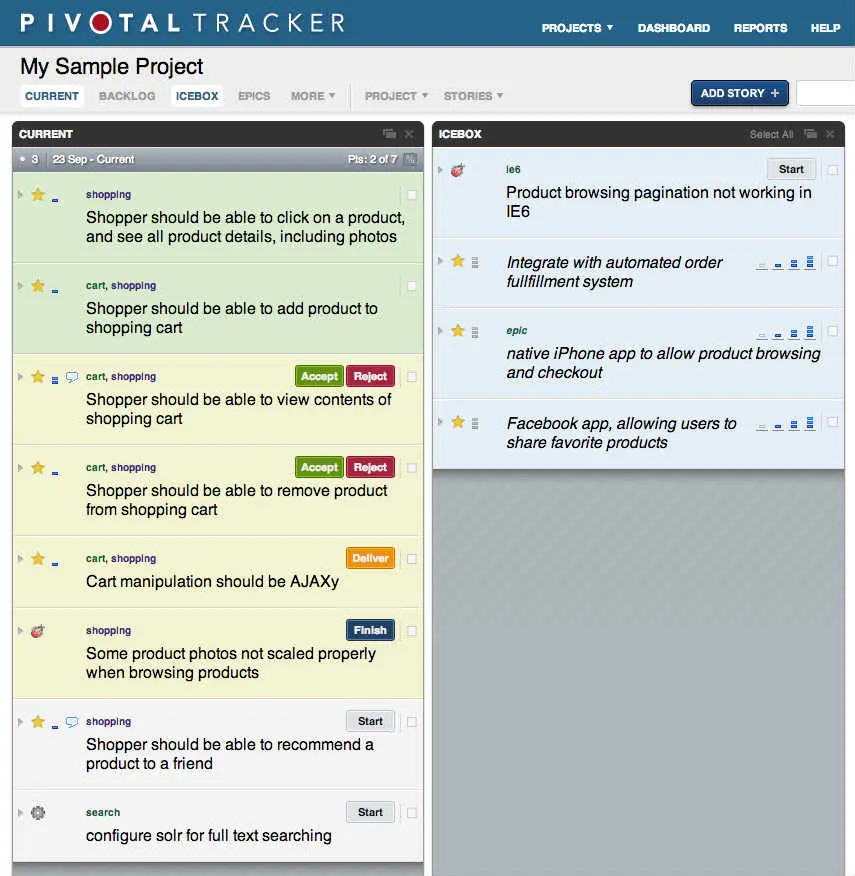 PIVOTAL TRACKER
PROJECTS DASHBOARD REPORTS HELP
My Sample Project
CURRENT BACKLOG ICEBOX EPICS MORE PROJECT STORIES
ADD STORY +
CURRENT
3 23 Sep - Current Pts: 2 of 7 %
shopping
Shopper should be able to click on a product,
and see all product details, including photos
cart, shopping
Shopper should be able to add product to
shopping cart
cart, shopping Accept Reject
Shopper should be able to view contents of
shopping cart
cart, shopping Accept Reject
Shopper should be able to remove product
from shopping cart
cart, shopping Deliver
Cart manipulation should be AJAXy
shopping Finish
Some product photos not scaled properly
when browsing products
shopping Start
Shopper should be able to recommend a
product to a friend
search Start
configure solr for full text searching
ICEBOX Select All
ie6 Start
Product browsing pagination not working in
IE6
Integrate with automated order
fullfillment system
epic
native iPhone app to allow product browsing
and checkout
Facebook app, allowing users to
share favorite products